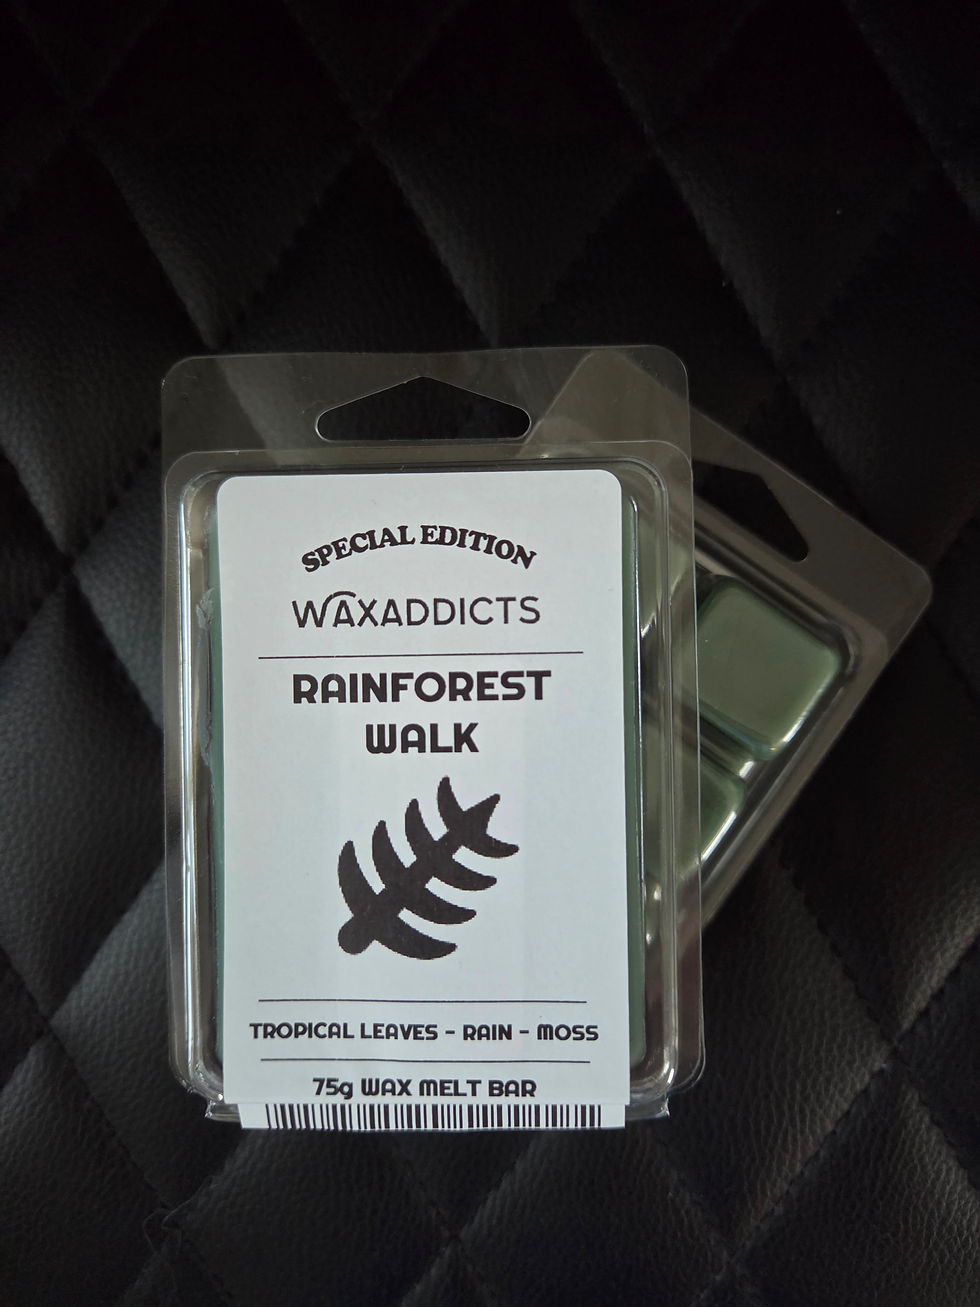 SPECIAL EDITION
WAXADDICTS
RAINFOREST
WALK
TROPICAL LEAVES - RAIN - MOSS
75g WAX MELT BAR